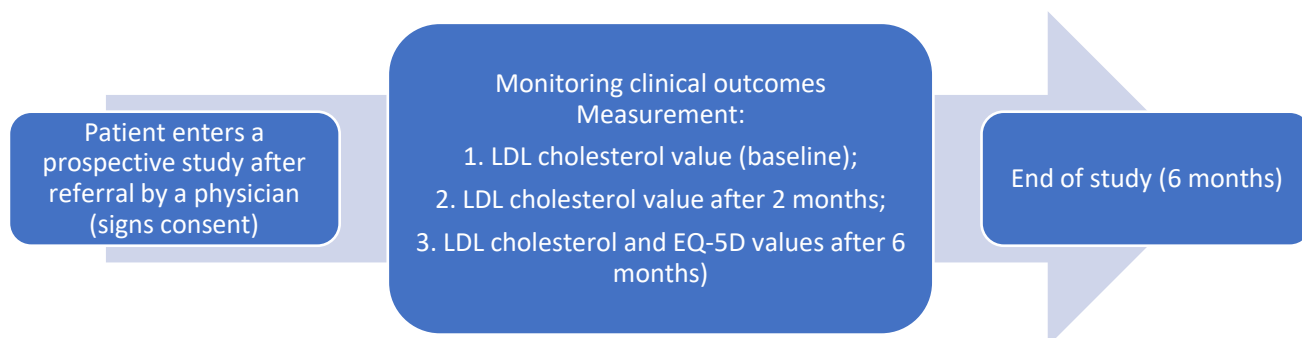 Patient enters a
prospective study after
referral by a physician
(signs consent)
Monitoring clinical outcomes
Measurement:
1. LDL cholesterol value (baseline);
2. LDL cholesterol value after 2 months;
3. LDL cholesterol and EQ-5D values after 6
months)
End of study (6 months)